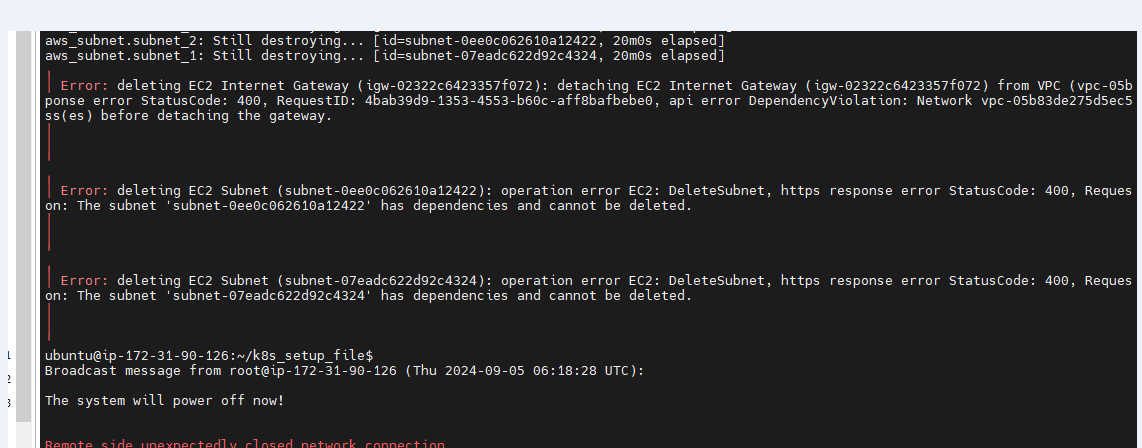 aws_subnet.subnet_2: Still destroying... [id=subnet-0ee0c062610a12422, 20m0s elapsed]
aws_subnet.subnet_1: Still destroying... [id=subnet-07eadc622d92c4324, 20m0s elapsed]
Error: deleting EC2 Internet Gateway (igw-02322c6423357f072): detaching EC2 Internet Gateway (igw-02322c6423357f072) from VPC (vpc-05b
ponse error StatusCode: 400, RequestID: 4bab39d9-1353-4553-b60c-aff8bafbebe0, api error DependencyViolation: Network vpc-05b83de275d5ec5
ss(es) before detaching the gateway.
Error: deleting EC2 Subnet (subnet-0ee0c062610a12422): operation error EC2: DeleteSubnet, https response error StatusCode: 400, Reques
on: The subnet 'subnet-0ee0c062610a12422' has dependencies and cannot be deleted.
Error: deleting EC2 Subnet (subnet-07eadc622d92c4324): operation error EC2: DeleteSubnet, https response error StatusCode: 400, Reques
on: The subnet 'subnet-07eadc622d92c4324' has dependencies and cannot be deleted.
1
ubuntu@ip-172-31-90-126:~/k8s_setup_file$
Broadcast message from root@ip-172-31-90-126 (Thu 2024-09-05 06:18:28 UTC):
2
The system will power off now!
3
Remote side unexpectedly closed network connection